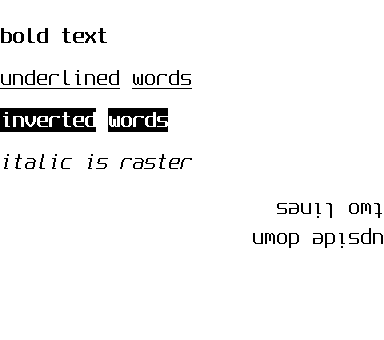 bold text
underlined words
inverted words
italic is raster
upside down
two lines